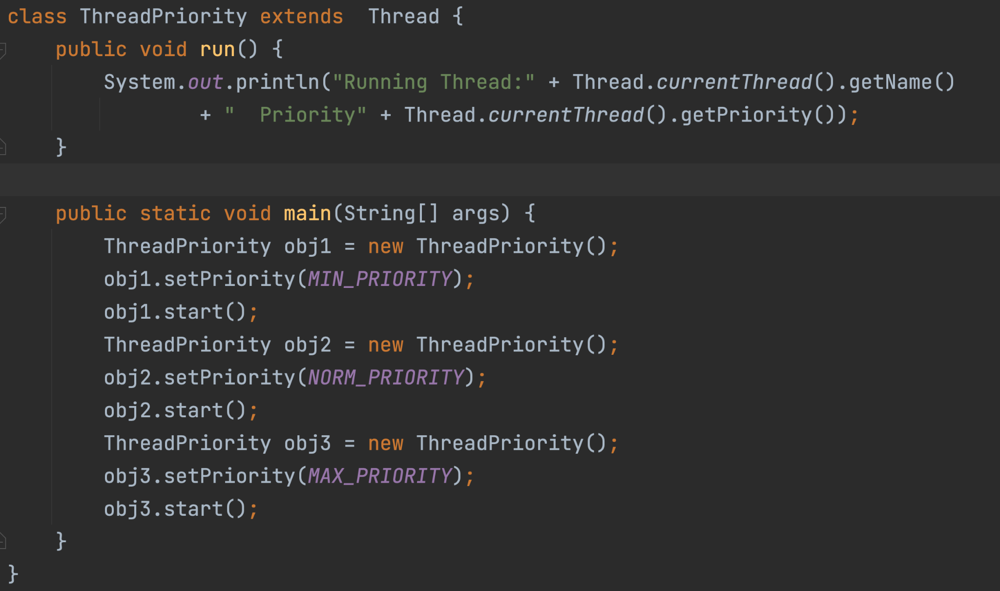 class ThreadPriority extends  Thread {
    public void run() {
        System.out.println("Running Thread:" + Thread.currentThread().getName()
                + "  Priority" + Thread.currentThread().getPriority());
    }

    public static void main(String[] args) {
        ThreadPriority obj1 = new ThreadPriority();
        obj1.setPriority(MIN_PRIORITY);
        obj1.start();
        ThreadPriority obj2 = new ThreadPriority();
        obj2.setPriority(NORM_PRIORITY);
        obj2.start();
        ThreadPriority obj3 = new ThreadPriority();
        obj3.setPriority(MAX_PRIORITY);
        obj3.start();
    }
}